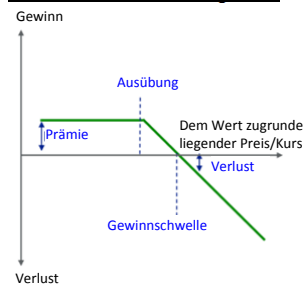 Gewinn
Ausübung
Prämie
Dem Wert zugrunde
liegender Preis/Kurs
Verlust
Gewinnschwelle
Verlust